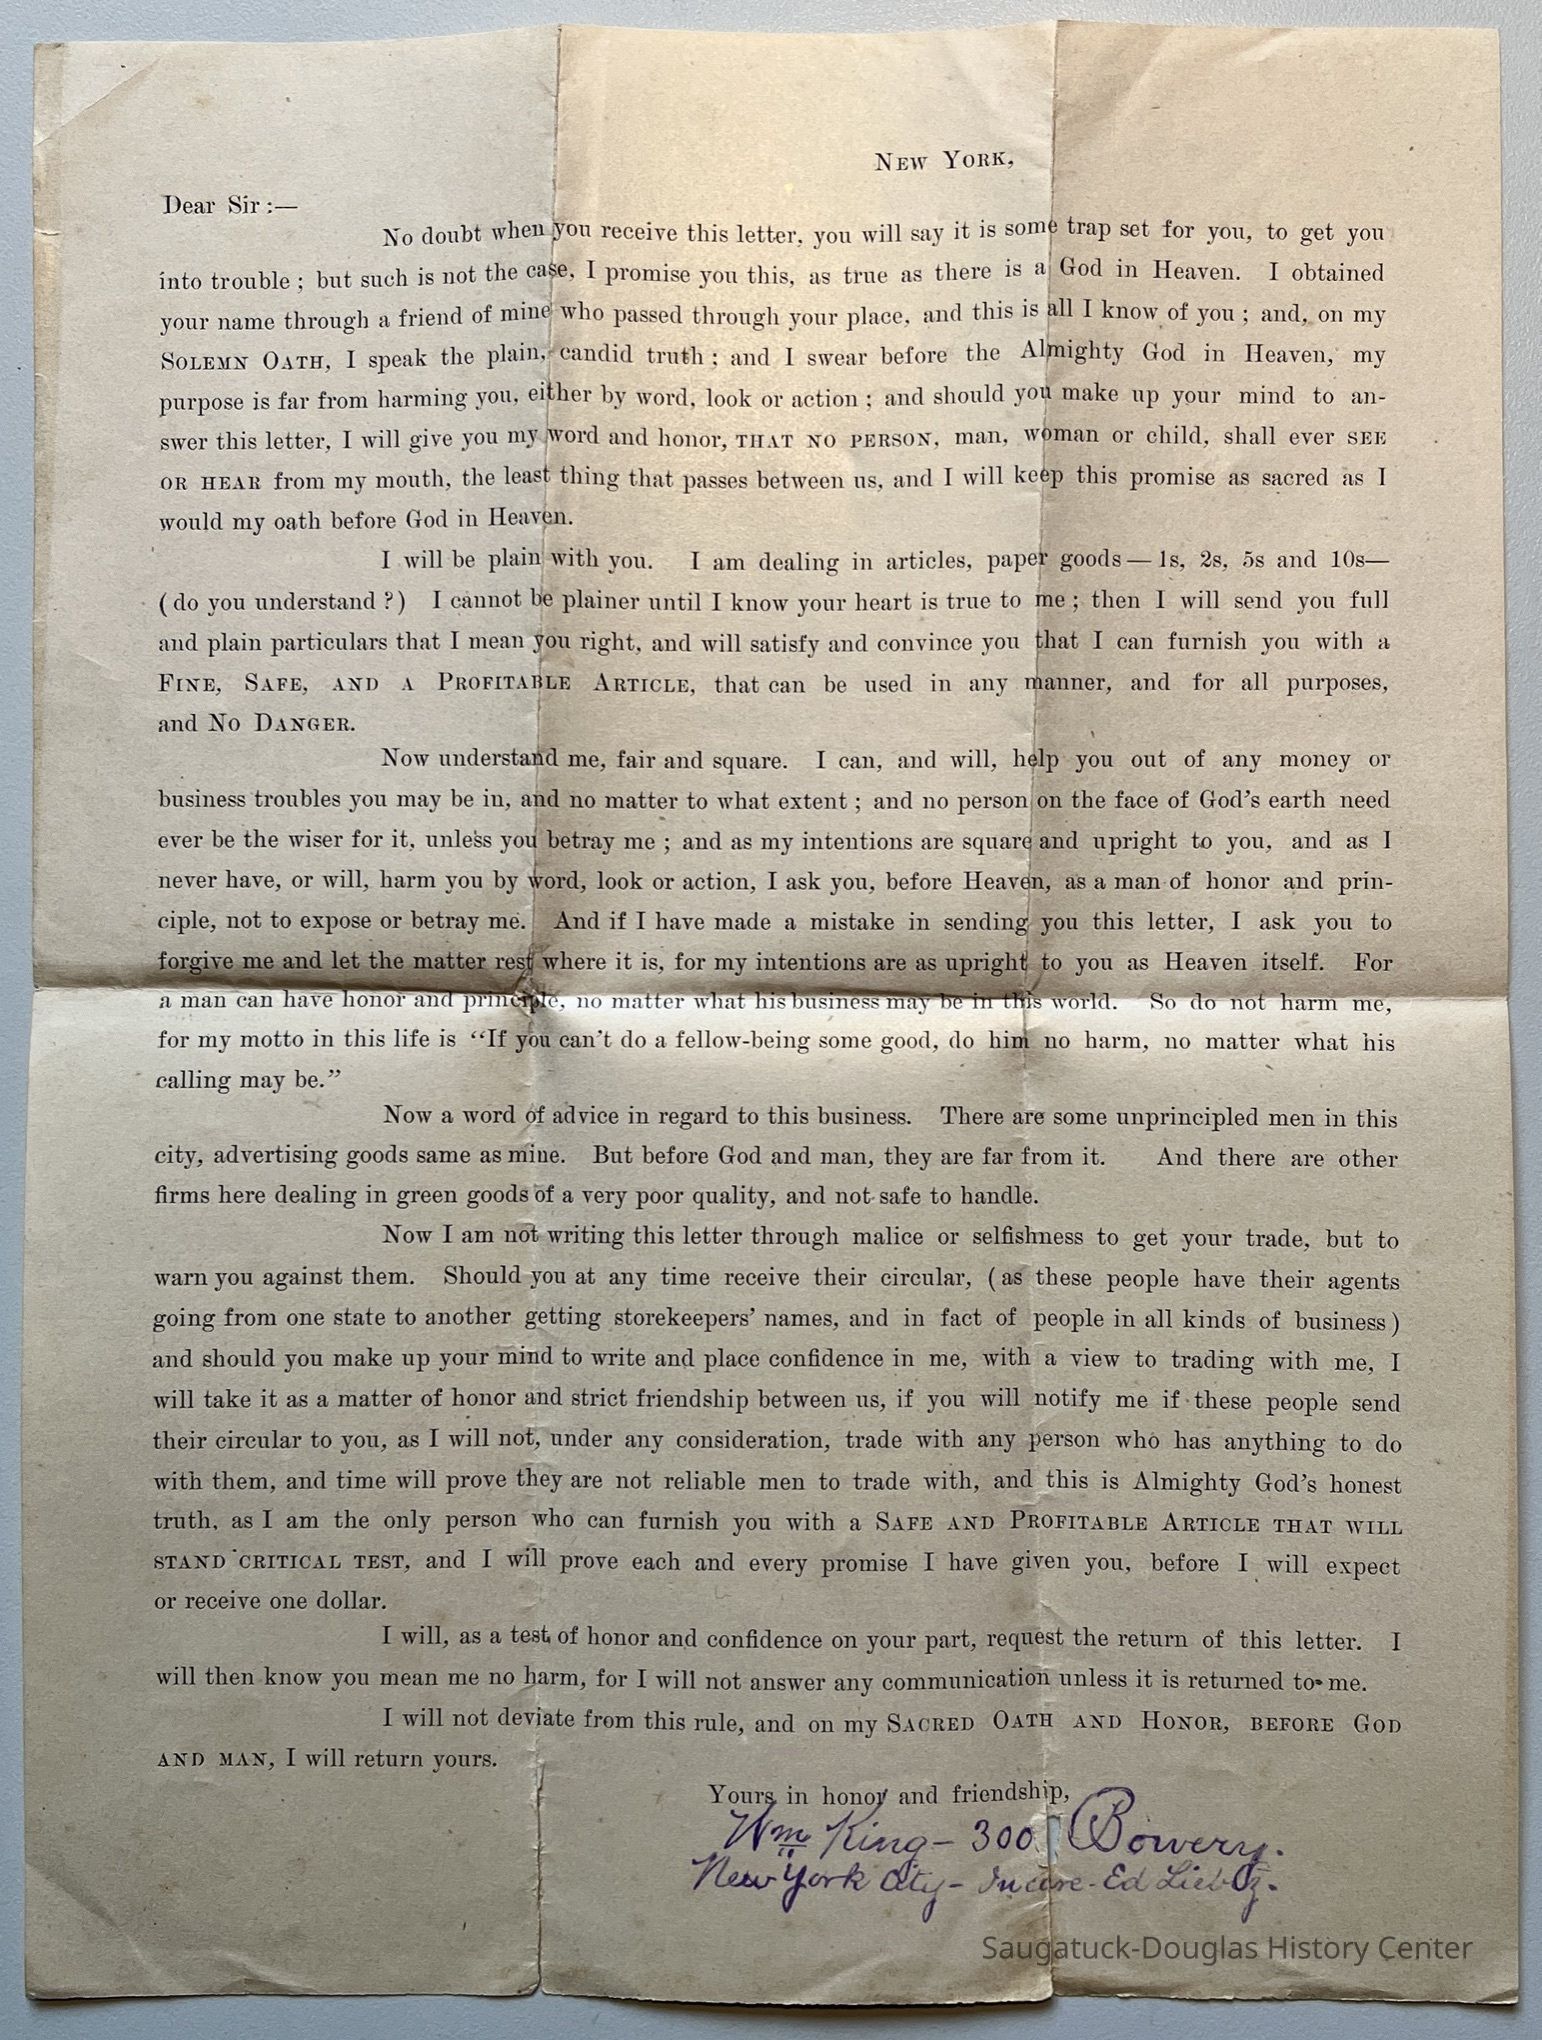 NEW YORK,
Dear Sir :—
No doubt when you receive this letter, you will say it is some trap set for you, to get you
into trouble ; but such is not the case, I promise you this, as true as there is a God in Heaven. I obtained
your name through a friend of mine who passed through your place, and this is all I know of you ; and, on my
SOLEMN OATH, I speak the plain, candid truth ; and I swear before the Almighty God in Heaven, my
purpose is far from harming you, either by word, look or action ; and should you make up your mind to an-
swer this letter, I will give you my word and honor, THAT NO PERSON, man, woman or child, shall ever SEE
OR HEAR from my mouth, the least thing that passes between us, and I will keep this promise as sacred as I
would my oath before God in Heaven.
I will be plain with you. I am dealing in articles, paper goods — 1s, 2s, 5s and 10s—
( do you understand ? ) I cannot be plainer until I know your heart is true to me ; then I will send you full
and plain particulars that I mean you right, and will satisfy and convince you that I can furnish you with a
FINE, SAFE, AND A PROFITABLE ARTICLE, that can be used in any manner, and for all purposes,
and NO DANGER.
Now understand me, fair and square. I can, and will, help you out of any money or
business troubles you may be in, and no matter to what extent ; and no person on the face of God's earth need
ever be the wiser for it, unless you betray me ; and as my intentions are square and upright to you, and as I
never have, or will, harm you by word, look or action, I ask you, before Heaven, as a man of honor and prin-
ciple, not to expose or betray me. And if I have made a mistake in sending you this letter, I ask you to
forgive me and let the matter rest where it is, for my intentions are as upright to you as Heaven itself. For
a man can have honor and principle, no matter what his business may be in this world. So do not harm me,
for my motto in this life is “If you can't do a fellow-being some good, do him no harm, no matter what his
calling may be.”
Now a word of advice in regard to this business. There are some unprincipled men in this
city, advertising goods same as mine. But before God and man, they are far from it. And there are other
firms here dealing in green goods of a very poor quality, and not safe to handle.
Now I am not writing this letter through malice or selfishness to get your trade, but to
warn you against them. Should you at any time receive their circular, ( as these people have their agents
going from one state to another getting storekeepers' names, and in fact of people in all kinds of business )
and should you make up your mind to write and place confidence in me, with a view to trading with me, I
will take it as a matter of honor and strict friendship between us, if you will notify me if these people send
their circular to you, as I will not, under any consideration, trade with any person who has anything to do
with them, and time will prove they are not reliable men to trade with, and this is Almighty God's honest
truth, as I am the only person who can furnish you with a SAFE AND PROFITABLE ARTICLE THAT WILL
STAND CRITICAL TEST, and I will prove each and every promise I have given you, before I will expect
or receive one dollar.
I will, as a test of honor and confidence on your part, request the return of this letter. I
will then know you mean me no harm, for I will not answer any communication unless it is returned to me.
I will not deviate from this rule, and on my SACRED OATH AND HONOR, BEFORE GOD
AND MAN, I will return yours.
Yours in honor and friendship,
Wm King - 300 Bowery.
New York City - In care - Ed
Saugatuck-Douglas History Center